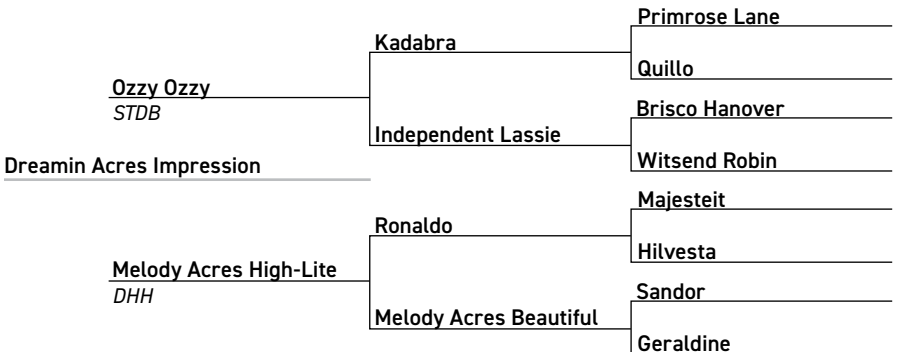 Primrose Lane
Kadabra
Quillo
Ozzy Ozzy
STDB
Brisco Hanover
Independent Lassie
Witsend Robin
Dreamin Acres Impression
Majesteit
Ronaldo
Hilvesta
Melody Acres High-Lite
DHH
Sandor
Melody Acres Beautiful
Geraldine